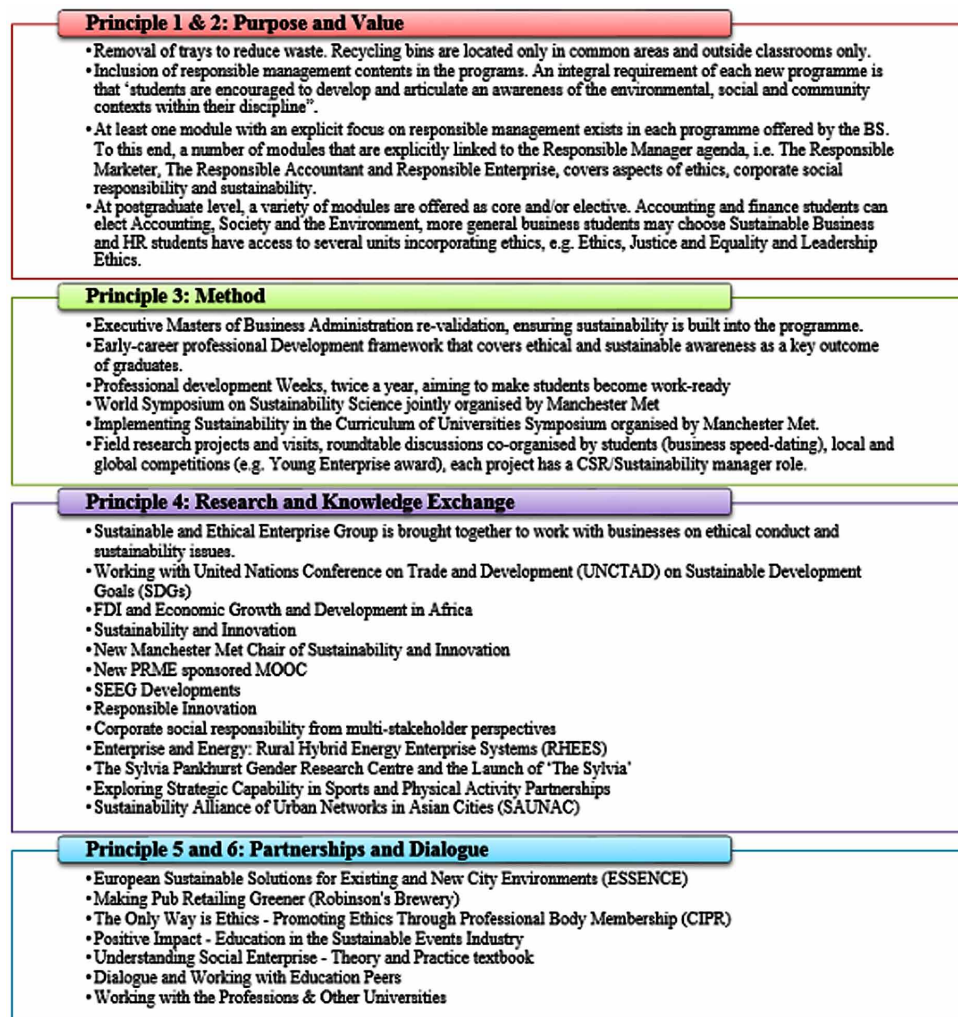 Principle 1 & 2: Purpose and Value
•Removal of trays to reduce waste. Recycling bins are located only in common areas and outside classrooms only.
•Inclusion of responsible management contents in the programs. An integral requirement of each new programme is
that ‘students are encouraged to develop and articulate an awareness of the environmental, social and community
contexts within their discipline”.
•At least one module with an explicit focus on responsible management exists in each programme offered by the BS.
To this end, a number of modules that are explicitly linked to the Responsible Manager agenda, i.e. The Responsible
Marketer, The Responsible Accountant and Responsible Enterprise, covers aspects of ethics, corporate social
responsibility and sustainability.
•At postgraduate level, a variety of modules are offered as core and/or elective. Accounting and finance students can
elect Accounting, Society and the Environment, more general business students may choose Sustainable Business
and HR students have access to several units incorporating ethics, e.g. Ethics, Justice and Equality and Leadership
Ethics.
Principle 3: Method
•Executive Masters of Business Administration re-validation, ensuring sustainability is built into the programme.
•Early-career professional Development framework that covers ethical and sustainable awareness as a key outcome
of graduates.
•Professional development Weeks, twice a year, aiming to make students become work-ready
•World Symposium on Sustainability Science jointly organised by Manchester Met
•Implementing Sustainability in the Curriculum of Universities Symposium organised by Manchester Met.
•Field research projects and visits, roundtable discussions co-organised by students (business speed-dating), local and
global competitions (e.g. Young Enterprise award), each project has a CSR/Sustainability manager role.
Principle 4: Research and Knowledge Exchange
•Sustainable and Ethical Enterprise Group is brought together to work with businesses on ethical conduct and
sustainability issues.
•Working with United Nations Conference on Trade and Development (UNCTAD) on Sustainable Development
Goals (SDGs)
•FDI and Economic Growth and Development in Africa
•Sustainability and Innovation
•New Manchester Met Chair of Sustainability and Innovation
•New PRME sponsored MOOC
•SEEG Developments
•Responsible Innovation
•Corporate social responsibility from multi-stakeholder perspectives
•Enterprise and Energy: Rural Hybrid Energy Enterprise Systems (RHEES)
•The Sylvia Pankhurst Gender Research Centre and the Launch of ‘The Sylvia’
•Exploring Strategic Capability in Sports and Physical Activity Partnerships
•Sustainability Alliance of Urban Networks in Asian Cities (SAUNAC)
Principle 5 and 6: Partnerships and Dialogue
•European Sustainable Solutions for Existing and New City Environments (ESSENCE)
•Making Pub Retailing Greener (Robinson's Brewery)
•The Only Way is Ethics - Promoting Ethics Through Professional Body Membership (CIPR)
•Positive Impact - Education in the Sustainable Events Industry
•Understanding Social Enterprise - Theory and Practice textbook
•Dialogue and Working with Education Peers
•Working with the Professions & Other Universities